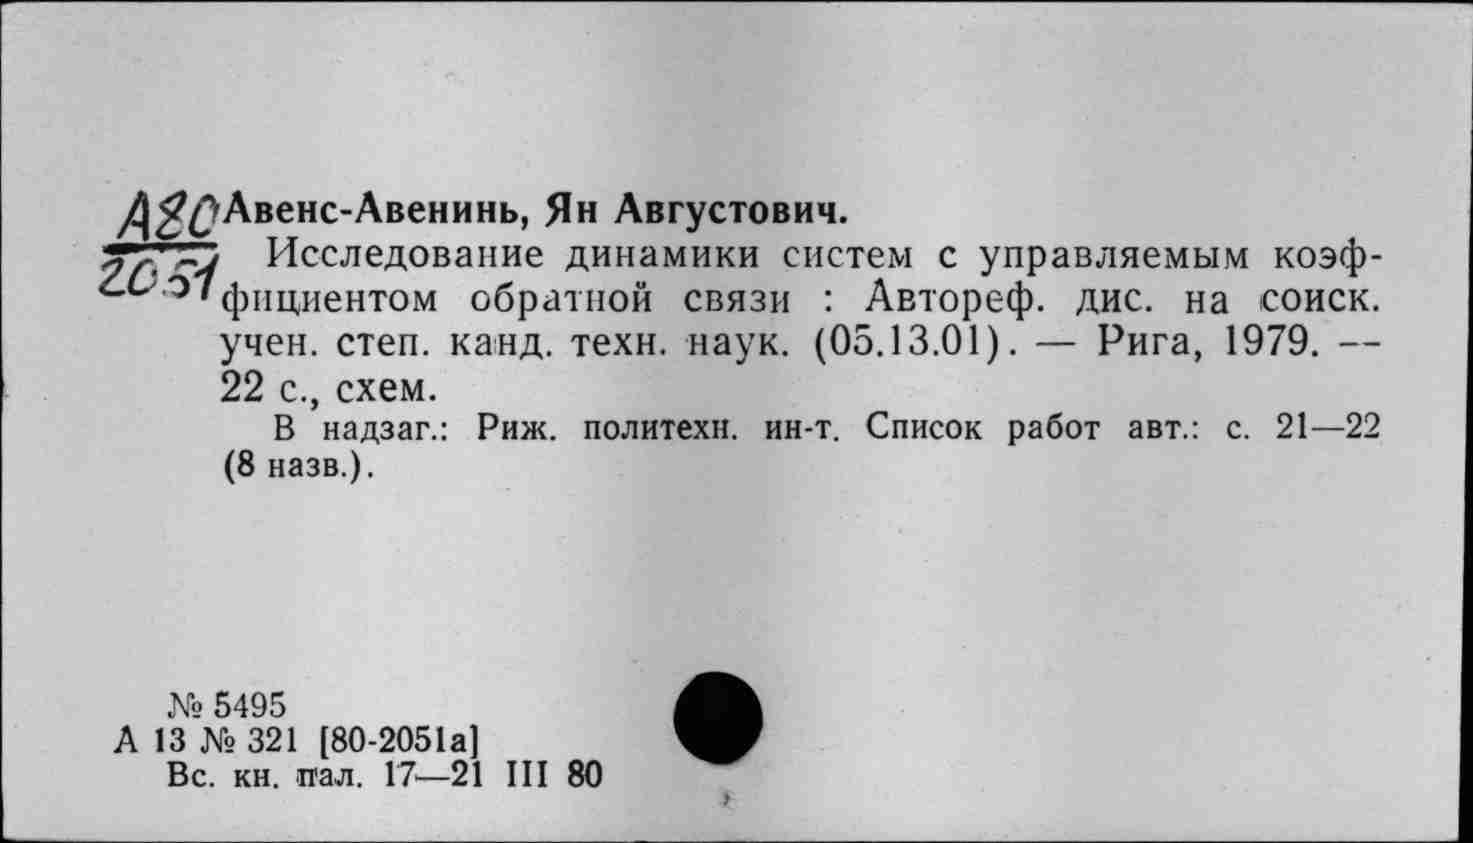 А80 Авенс-Авенинь, Ян Августович.
2051 Исследование динамики систем с управляемым коэф-
фициентом обратной связи : Автореф. дис. на соиск.
учен. степ. канд. техн. наук. (05.13.01). — Рига, 1979. —
22 с., схем.
В надзаг.: Риж. политехн. ин-т. Список работ авт.: с. 21—22
(8 назв.).
№ 5495
А 13 № 321 [80-2051а]
Вс. кн. пал. 17—21 III 80